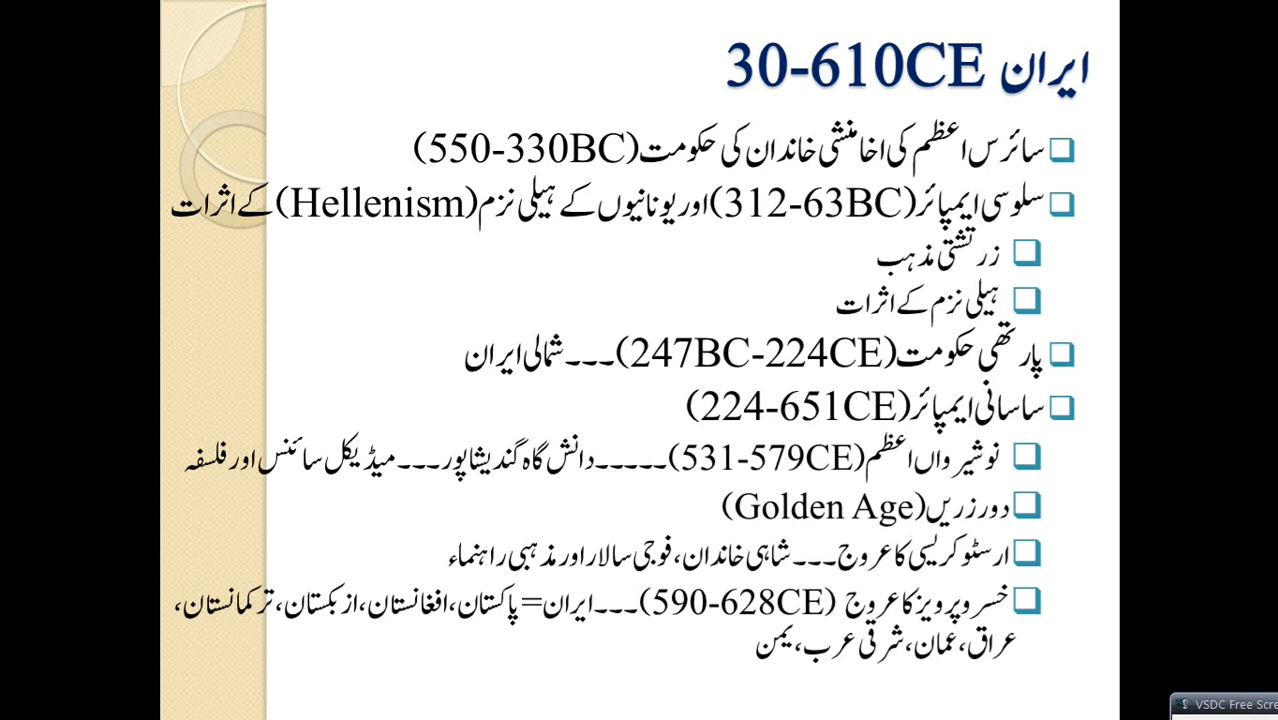 ایران 30-610CE
سائرس اعظم کی اخامنشی خاندان کی حکومت(550-330BC)
سلوسی ایمپائر(312-63BC)اور یونانیوں کے ہیلی نزم(Hellenism)کے اثرات
زرتشتی مذہب
ہیلی نزم کے اثرات
پارتھی حکومت(247BC-224CE)۔۔۔شمالی ایران
ساسانی ایمپائر(224-651CE)
نوشیرواں اعظم(531-579CE)۔۔۔۔۔دانش گاہ گندیشاپور۔۔۔میڈیکل سائنس اور فلسفہ
دور زریں(Golden Age)
ارسٹوکریسی کا عروج۔۔۔شاہی خاندان،فوجی سالار اور مذہبی راہنماء
خسرو پرویز کا عروج (590-628CE)۔۔۔ایران=پاکستان،افغانستان،ازبکستان،ترکمانستان،
عراق،عمان،شرقی عرب،یمن
VSDC Free Scre